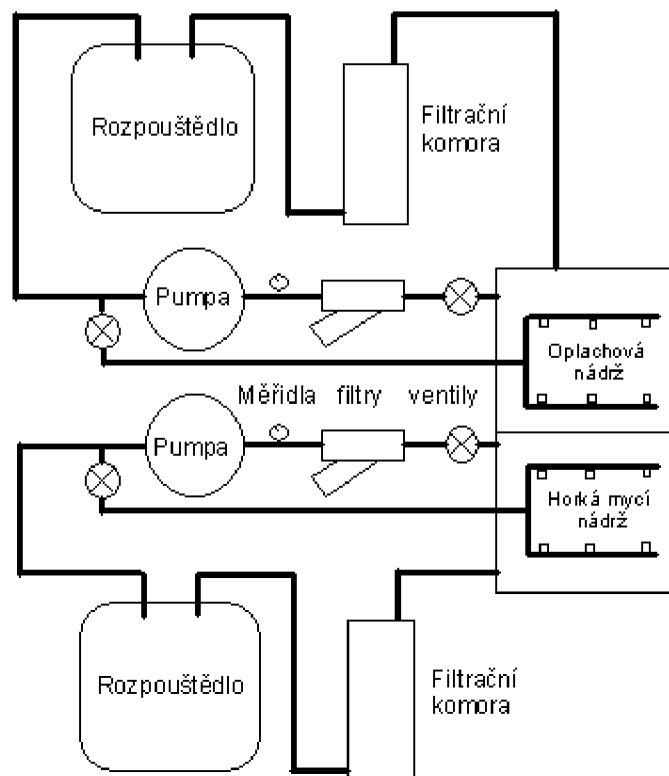 Rozpouštědlo
Filtrační
komora
Pumpa
Oplachová
nádrž
Měřidla filtry ventily
Pumpa
Horká mycí
nádrž
Rozpouštědlo
Filtrační
komora